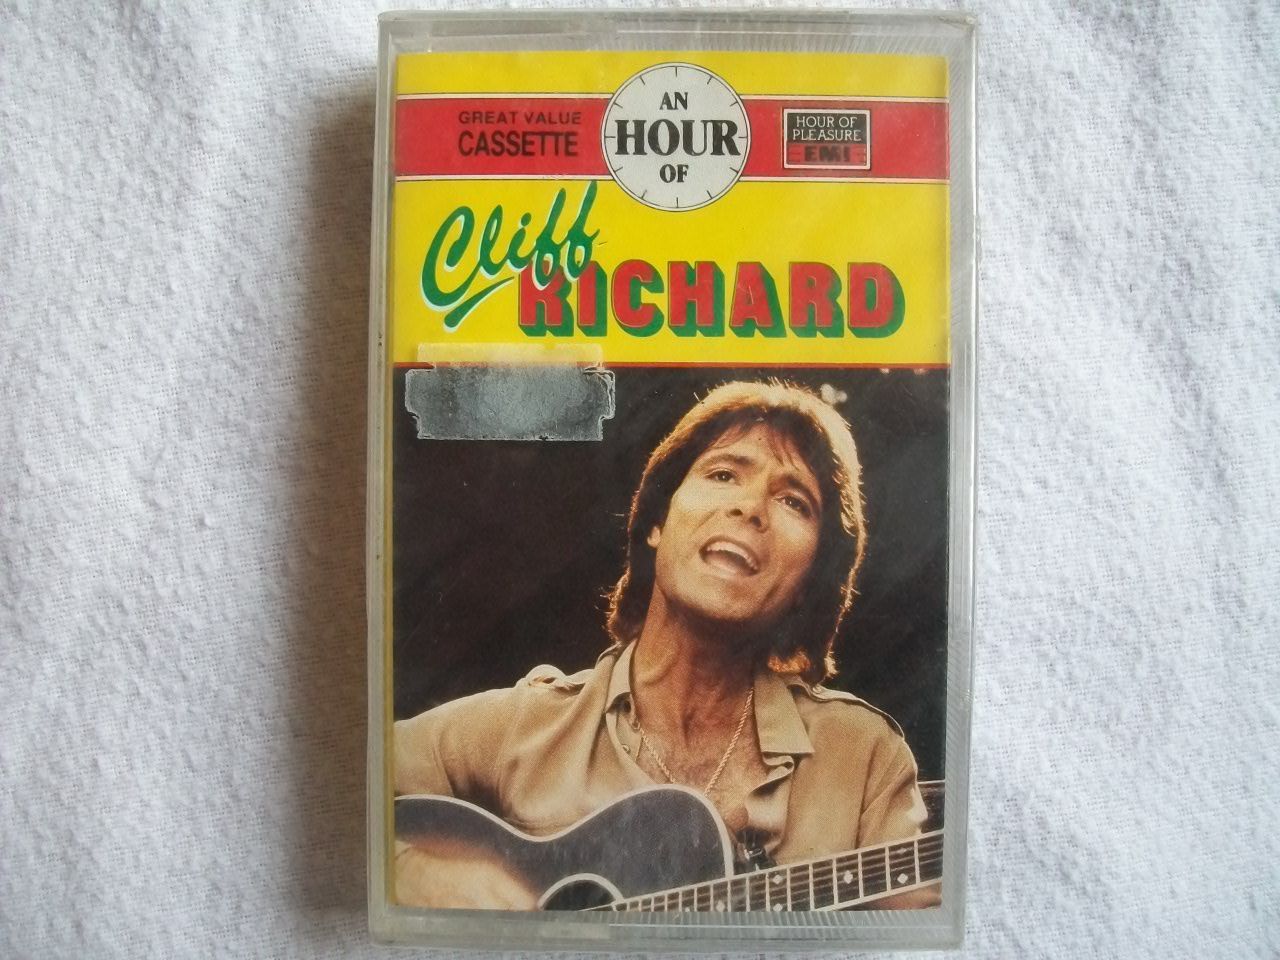 GREAT VALUE
CASSETTE
AN
HOUR
OF
HOUR OF
PLEASURE
EMI
Cliff
RICHARD